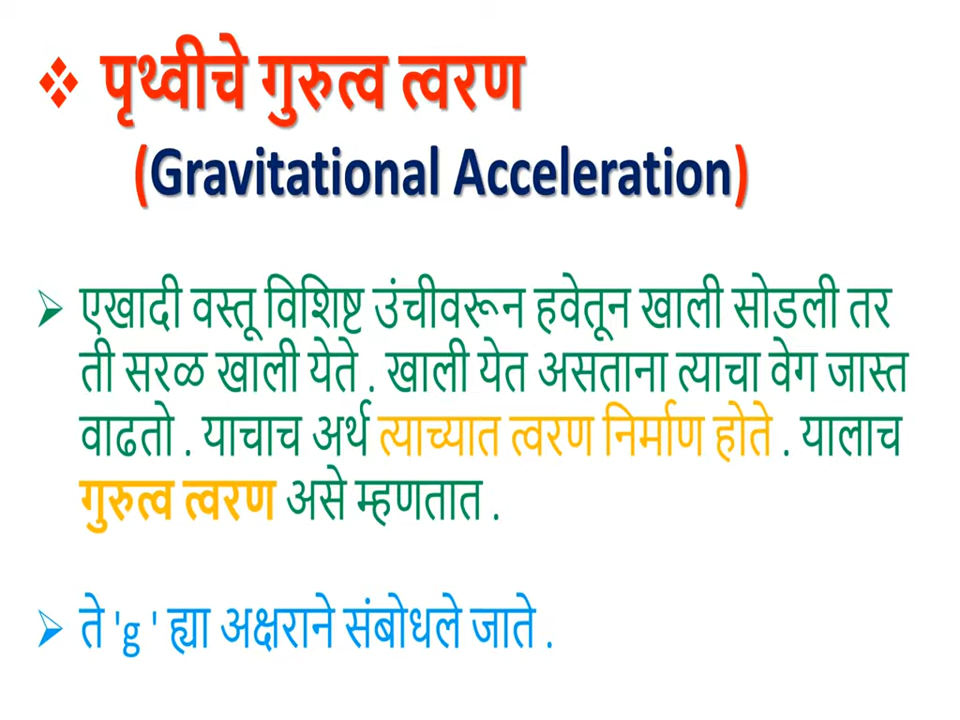 ❖ पृथ्वीचे गुरुत्व त्वरण
(Gravitational Acceleration)
➢ एखादी वस्तू विशिष्ट उंचीवरून हवेतून खाली सोडली तर
ती सरळ खाली येते . खाली येत असताना त्याचा वेग जास्त
वाढतो . याचाच अर्थ त्याच्यात त्वरण निर्माण होते . यालाच
गुरुत्व त्वरण असे म्हणतात .
➢ ते 'g ' ह्या अक्षराने संबोधले जाते .